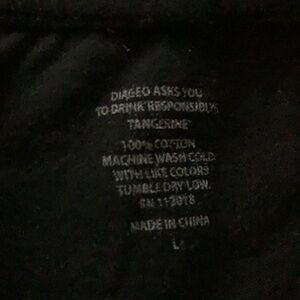 DIAGEO ASKS YOU
TO DRINK RESPONSIBLY.
TANGERINE
100% COTTON
MACHINE WASH COLD
WITH LIKE COLORS
TUMBLE DRY LOW.
112018
MADE IN CHINA
L